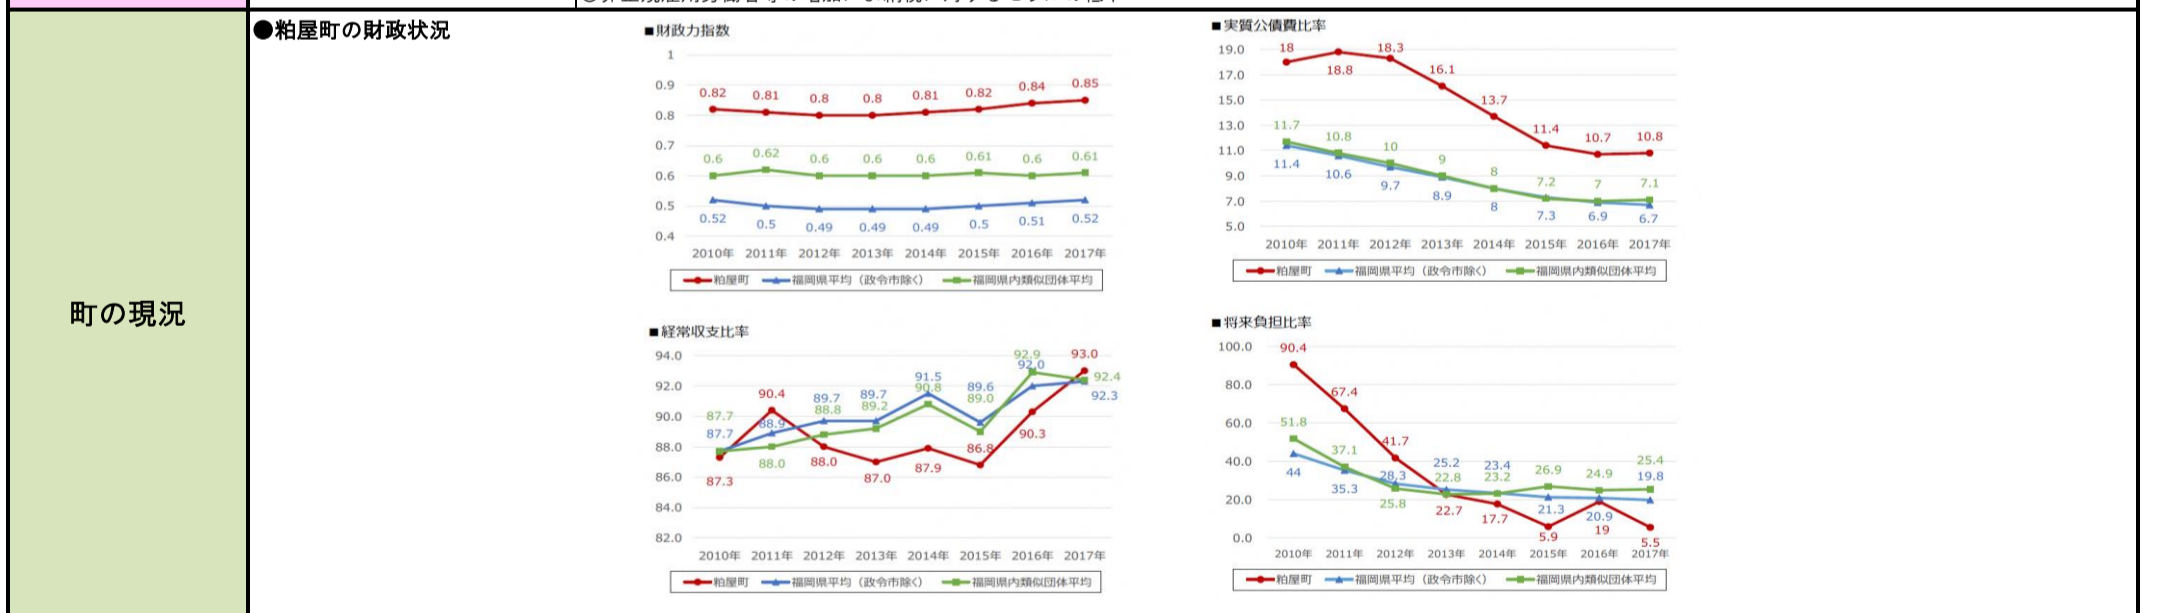 町の現況
●粕屋町の財政状況
■財政力指数
1
0.9
0.8
0.7
0.6
0.5
0.4
0.82 0.81 0.8 0.8 0.81 0.82 0.84 0.85
0.6 0.62 0.6 0.6 0.6 0.61 0.6 0.61
0.52 0.5 0.49 0.49 0.49 0.5 0.51 0.52
2010年 2011年 2012年 2013年 2014年 2015年 2016年 2017年
粕屋町 福岡県平均（政令市除く） 福岡県内類似団体平均
■実質公債費比率
19.0
17.0
15.0
13.0
11.0
9.0
7.0
5.0
18 18.8 18.3 16.1 13.7 11.4 10.7 10.8
11.7 10.8 10 9 8 7.2 7 7.1
11.4 10.6 9.7 8.9 8 7.3 6.9 6.7
2010年 2011年 2012年 2013年 2014年 2015年 2016年 2017年
粕屋町 福岡県平均（政令市除く） 福岡県内類似団体平均
■経常収支比率
94.0
92.0
90.0
88.0
86.0
84.0
82.0
87.3 90.4 88.0 87.0 87.9 86.8 90.3 93.0
87.7 88.9 89.7 89.7 91.5 89.6 92.0 92.3
87.7 88.0 88.8 89.2 90.8 89.0 92.9 92.4
2010年 2011年 2012年 2013年 2014年 2015年 2016年 2017年
粕屋町 福岡県平均（政令市除く） 福岡県内類似団体平均
■将来負担比率
100.0
80.0
60.0
40.0
20.0
0.0
90.4 67.4 41.7 22.7 17.7 5.9 19 5.5
44 35.3 28.3 25.2 23.4 21.3 20.9 19.8
51.8 37.1 25.8 22.8 23.2 26.9 24.9 25.4
2010年 2011年 2012年 2013年 2014年 2015年 2016年 2017年
粕屋町 福岡県平均（政令市除く） 福岡県内類似団体平均